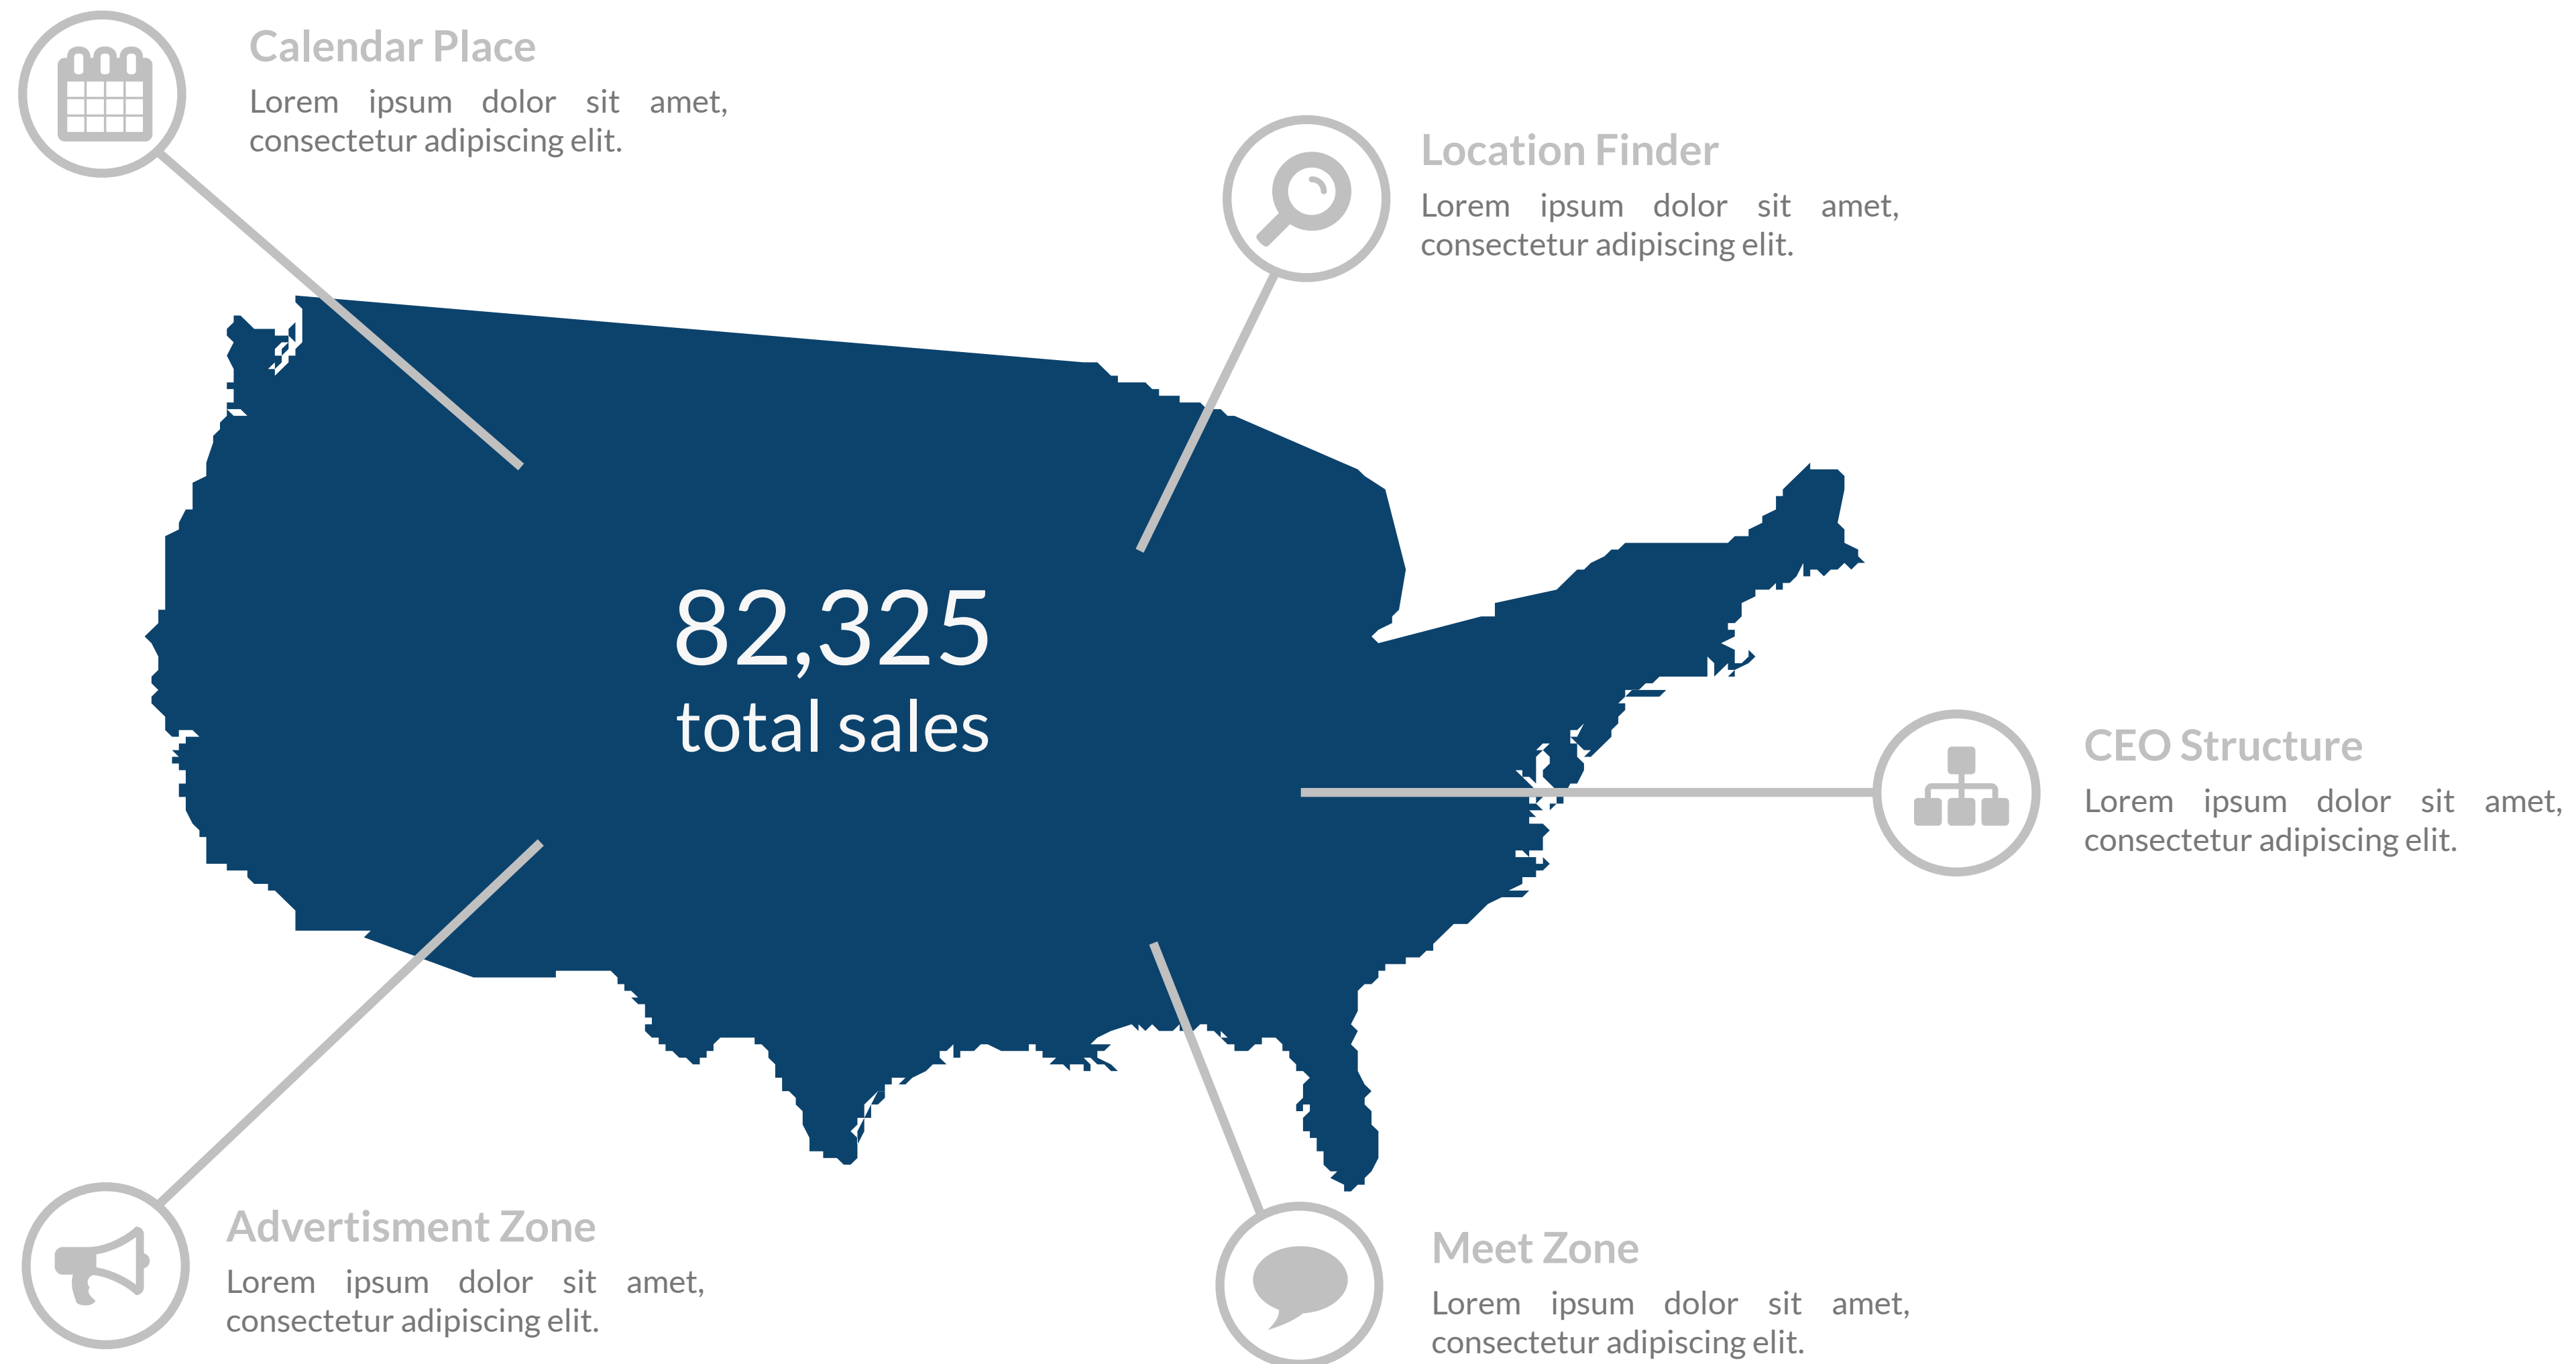 Calendar Place
Lorem ipsum dolor sit amet,
consectetur adipiscing elit.
Location Finder
Lorem ipsum dolor sit amet,
consectetur adipiscing elit.
82,325
total sales
CEO Structure
Lorem ipsum dolor sit amet,
consectetur adipiscing elit.
Advertisment Zone
Lorem ipsum dolor sit amet,
consectetur adipiscing elit.
Meet Zone
Lorem ipsum dolor sit amet,
consectetur adipiscing elit.